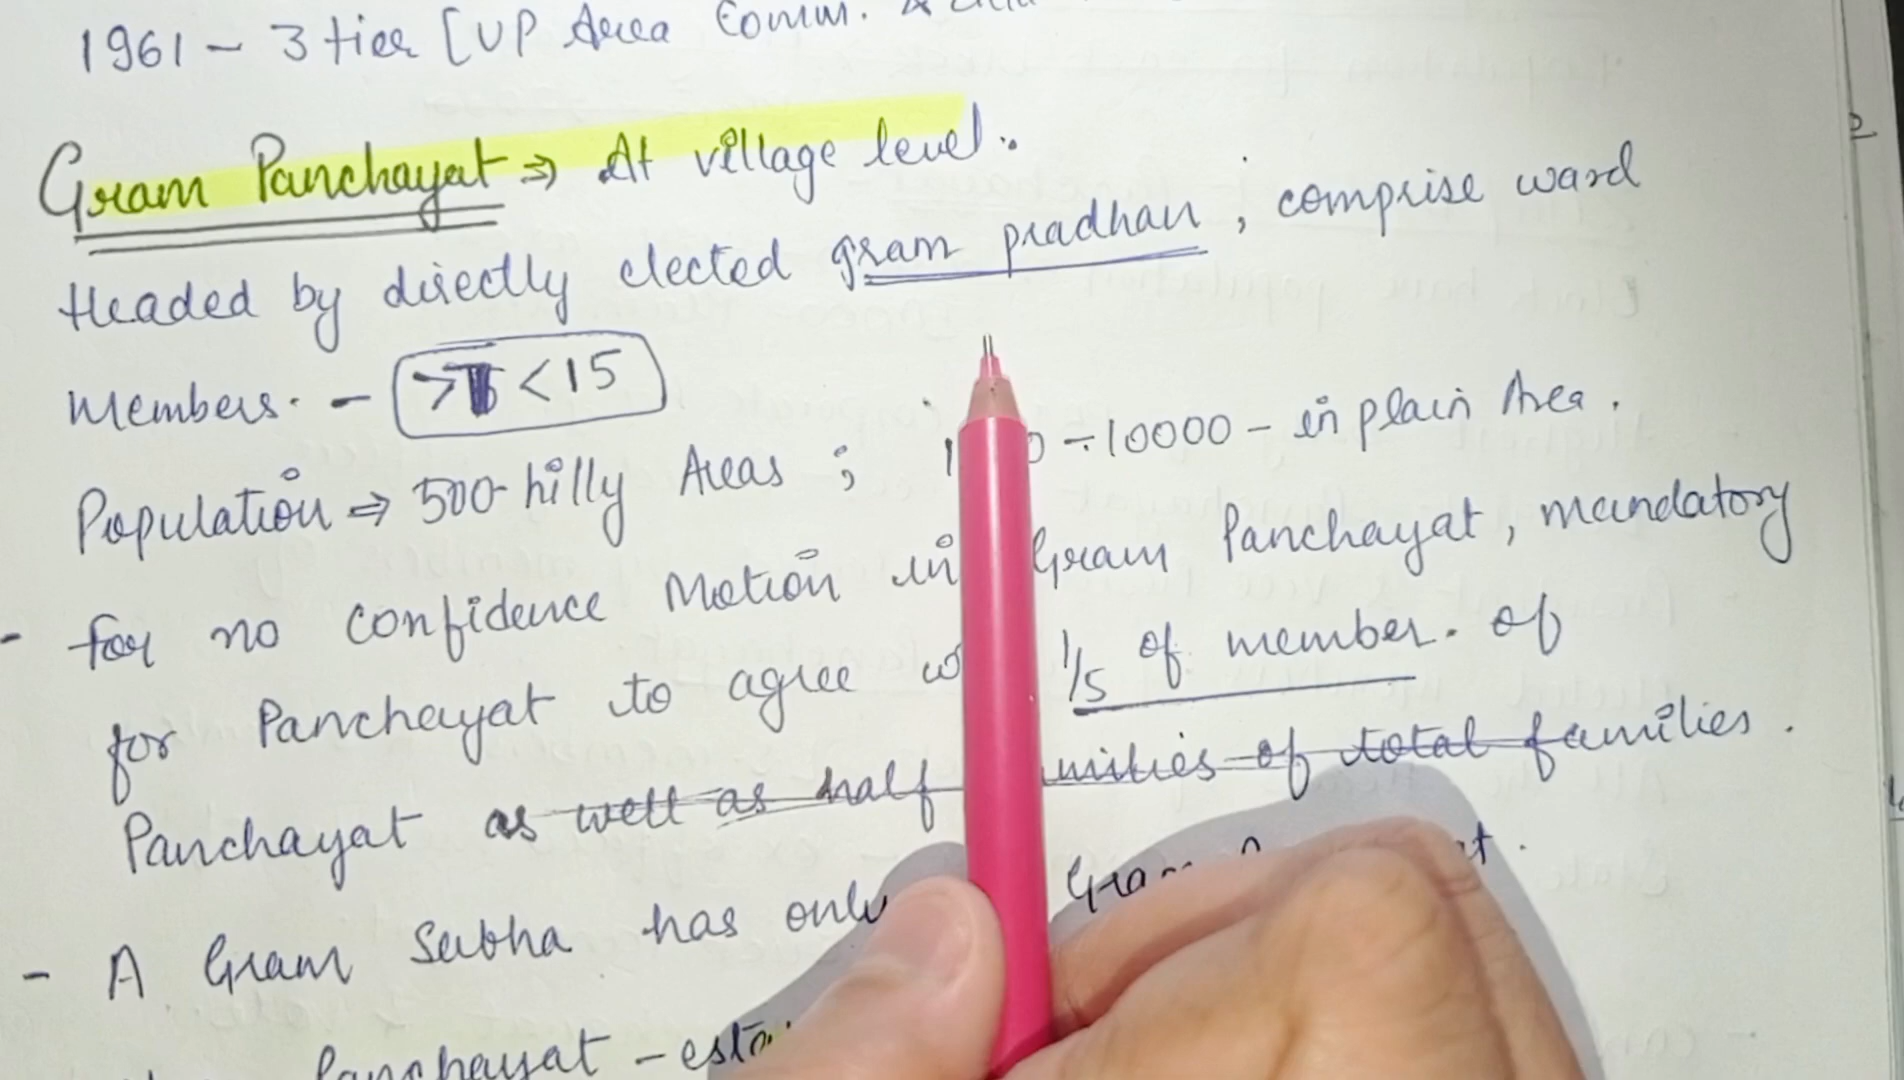 1961 - 3 tier [UP Area Comm. &
Gram Panchayat ⇒ At village level.
Headed by directly elected gram pradhan, comprise ward
Members. - > < 15
Population ⇒ 500 - hilly Areas ; 1 0 ÷ 10000 - in plain Area.
- for no confidence Motion in Gram Panchayat, mandatory
for Panchayat to agree 1/5 of member. of
Panchayat as well as half of total families.
- A Gram Sabha has only
Panchayat -